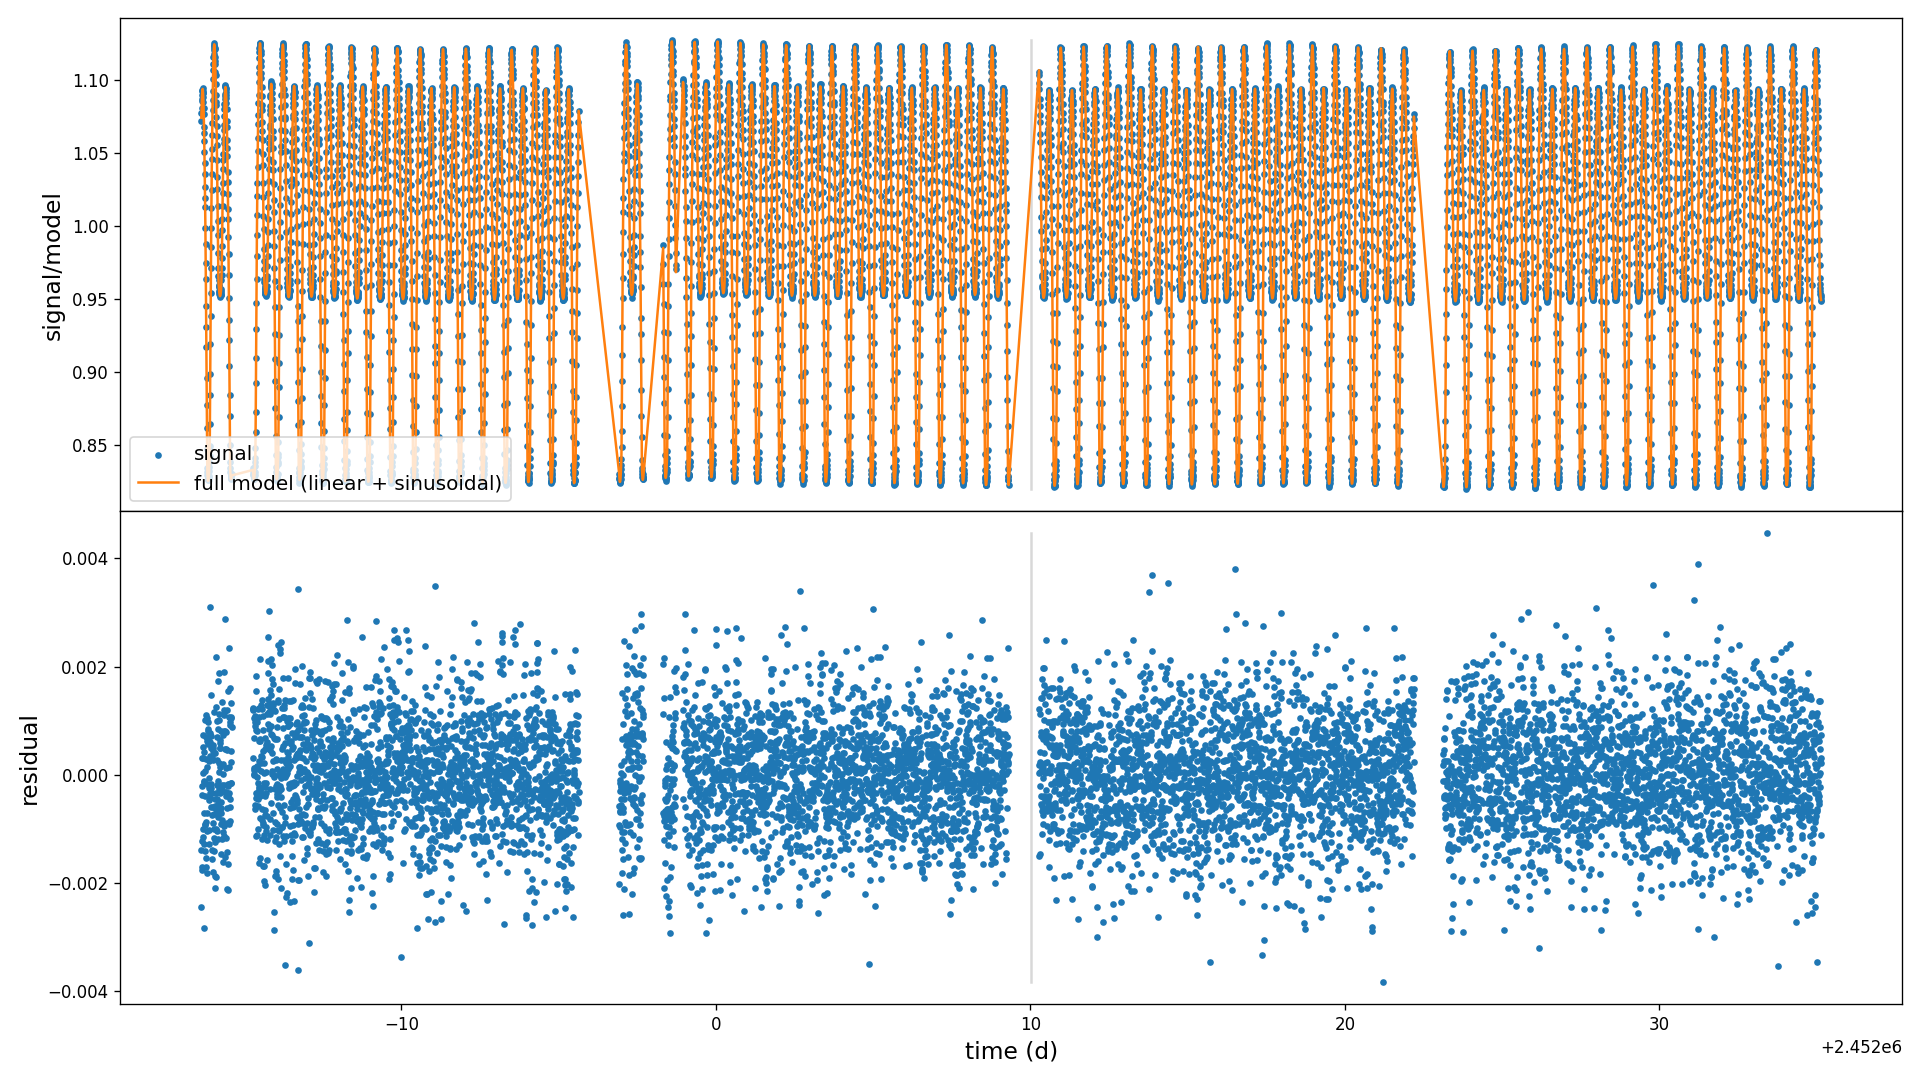 signal/model
1.10
1.05
1.00
0.95
0.90
0.85
signal
full model (linear + sinusoidal)
residual
0.004
0.002
0.000
−0.002
−0.004
−10
0
10
20
30
time (d)
+2.452e6